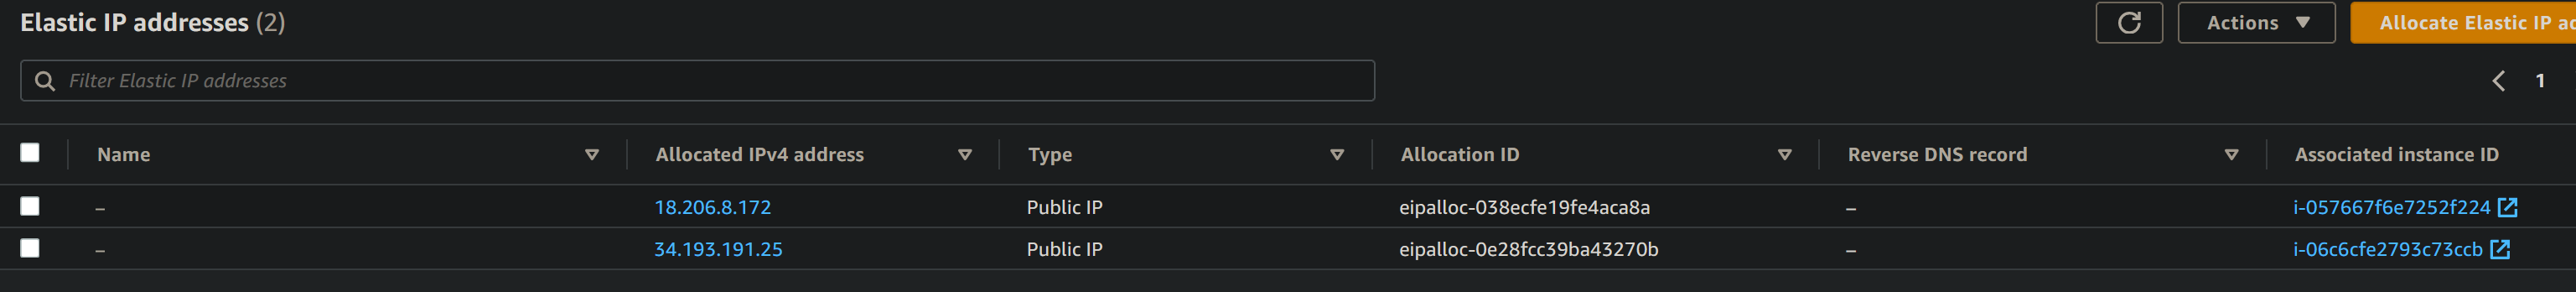 Elastic IP addresses (2)
Actions
Allocate Elastic IP
Filter Elastic IP addresses
1
Name Allocated IPv4 address Type Allocation ID Reverse DNS record Associated instance ID
– 18.206.8.172 Public IP eipalloc-038ecfe19fe4aca8a – i-057667f6e7252f224
– 34.193.191.25 Public IP eipalloc-0e28fcc39ba43270b – i-06c6cfe2793c73ccb